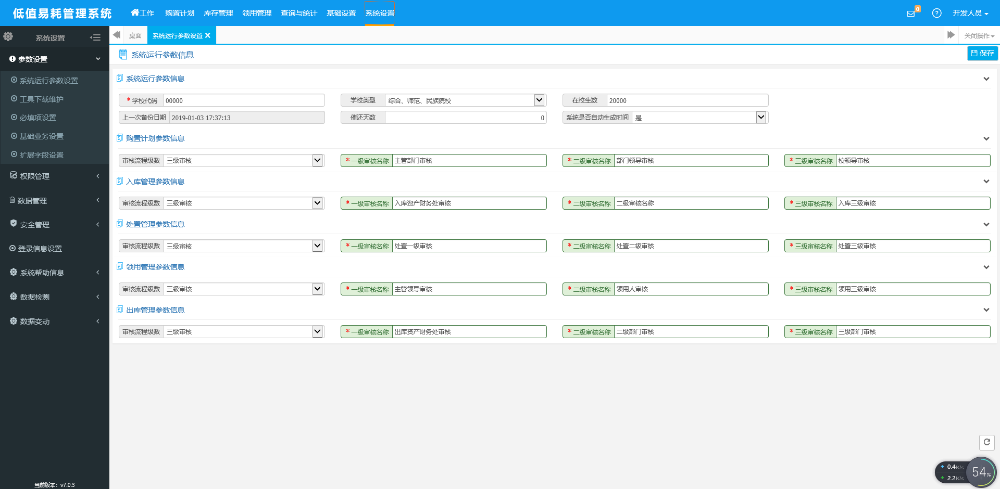 低值易耗管理系统
工作 购置计划 库存管理 领用管理 查询与统计 基础设置 系统设置
0
开发人员
系统设置
桌面 系统运行参数设置
关闭操作
参数设置
系统运行参数设置
工具下载维护
必填项设置
基础业务设置
扩展字段设置
权限管理
数据管理
安全管理
登录信息设置
系统帮助信息
数据检测
数据变动
当前版本：v7.0.3
系统运行参数信息
保存
系统运行参数信息
* 学校代码 00000 学校类型 综合、师范、民族院校 在校生数 20000
上一次备份日期 2019-01-03 17:37:13 催还天数 0 系统是否自动生成时间 是
购置计划参数信息
审核流程级数 三级审核 * 一级审核名称 主管部门审核 * 二级审核名称 部门领导审核 * 三级审核名称 校领导审核
入库管理参数信息
审核流程级数 三级审核 * 一级审核名称 入库资产财务处审核 * 二级审核名称 二级审核名称 * 三级审核名称 入库三级审核
处置管理参数信息
审核流程级数 三级审核 * 一级审核名称 处置一级审核 * 二级审核名称 处置二级审核 * 三级审核名称 处置三级审核
领用管理参数信息
审核流程级数 三级审核 * 一级审核名称 主管领导审核 * 二级审核名称 领用人审核 * 三级审核名称 领用三级审核
出库管理参数信息
审核流程级数 三级审核 * 一级审核名称 出库资产财务处审核 * 二级审核名称 二级部门审核 * 三级审核名称 三级部门审核
0.4K/s
2.2K/s
54%